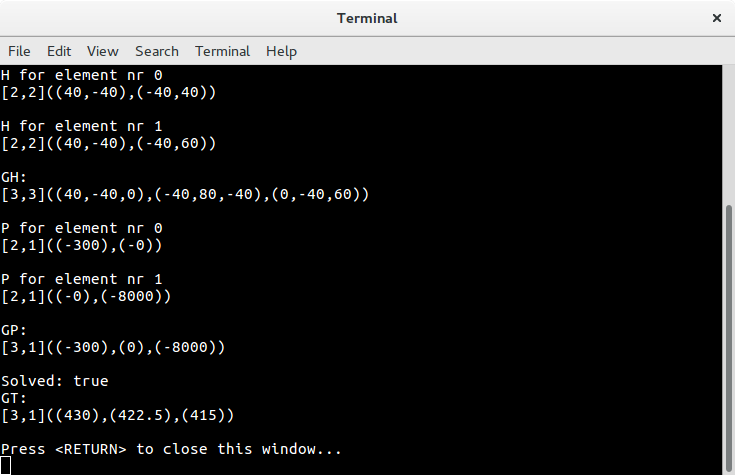 Terminal
File Edit View Search Terminal Help
H for element nr 0
[2,2]((40,-40),(-40,40))
H for element nr 1
[2,2]((40,-40),(-40,60))
GH:
[3,3]((40,-40,0),(-40,80,-40),(0,-40,60))
P for element nr 0
[2,1]((-300),(-0))
P for element nr 1
[2,1]((-0),(-8000))
GP:
[3,1]((-300),(0),(-8000))
Solved: true
GT:
[3,1]((430),(422.5),(415))
Press <RETURN> to close this window...